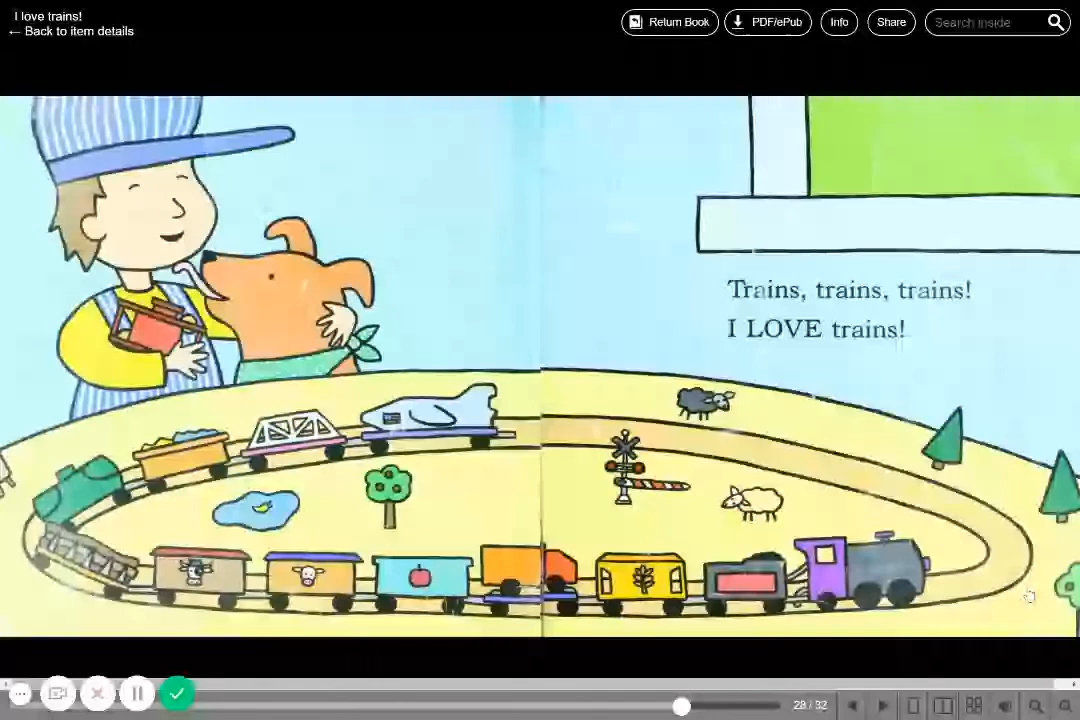 I love trains!
← Back to item details
Return Book
PDF/ePub
Info
Share
Search inside
Trains, trains, trains!
I LOVE trains!
28 / 32